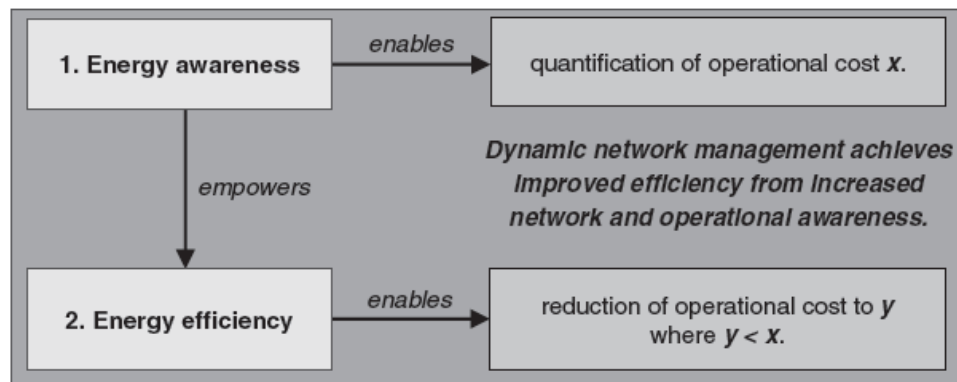 1. Energy awareness
enables
quantification of operational cost x.
empowers
Dynamic network management achieves
improved efficiency from increased
network and operational awareness.
2. Energy efficiency
enables
reduction of operational cost to y
where y < x.